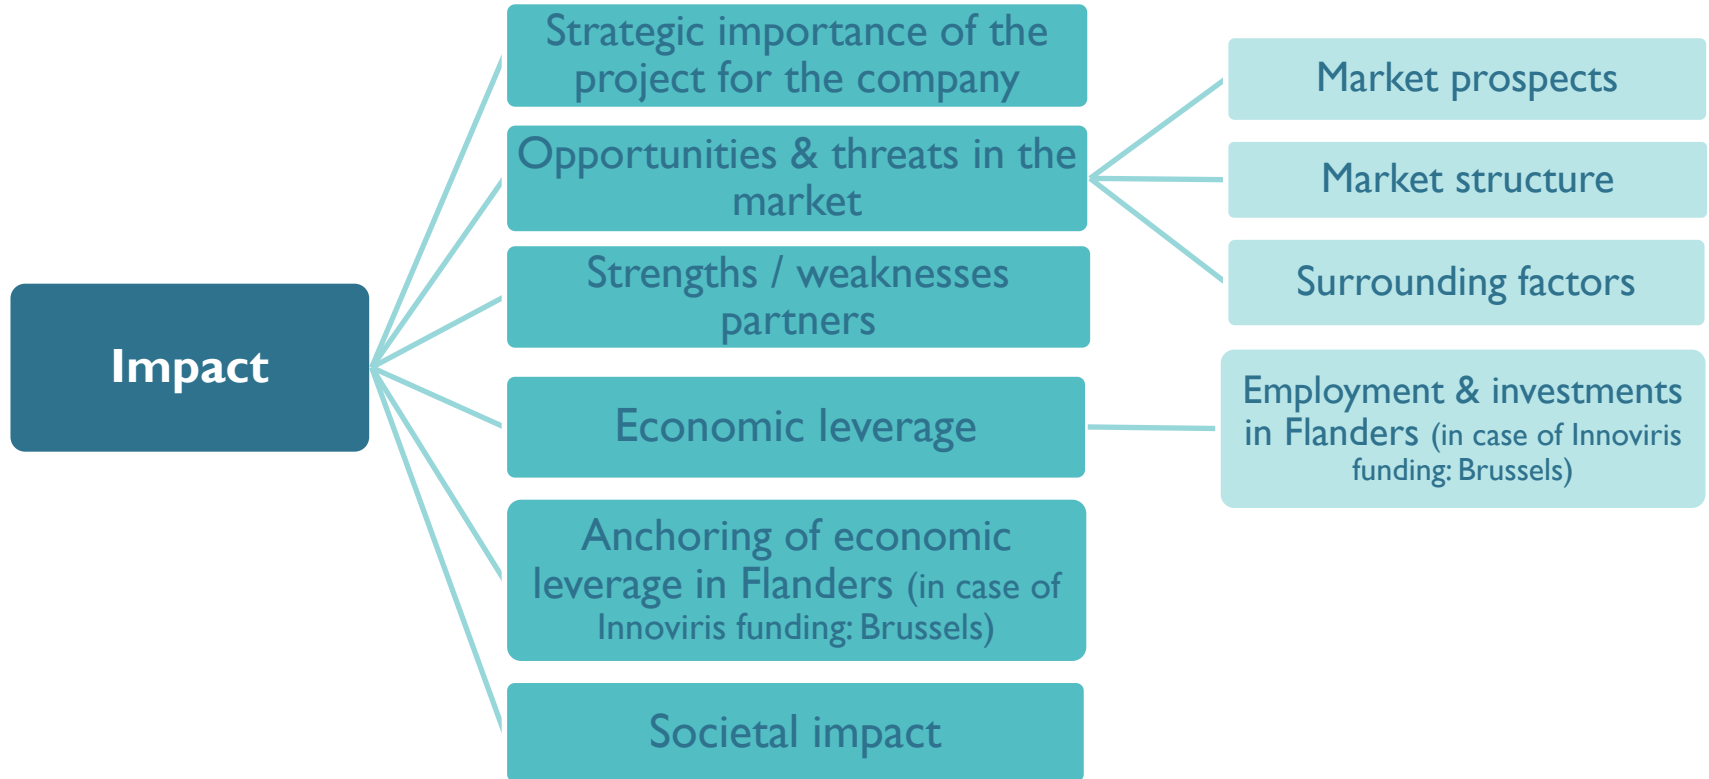 Impact
Strategic importance of the
project for the company
Opportunities & threats in the
market
Strengths / weaknesses
partners
Economic leverage
Anchoring of economic
leverage in Flanders (in case of
Innoviris funding: Brussels)
Societal impact
Market prospects
Market structure
Surrounding factors
Employment & investments
in Flanders (in case of Innoviris
funding: Brussels)